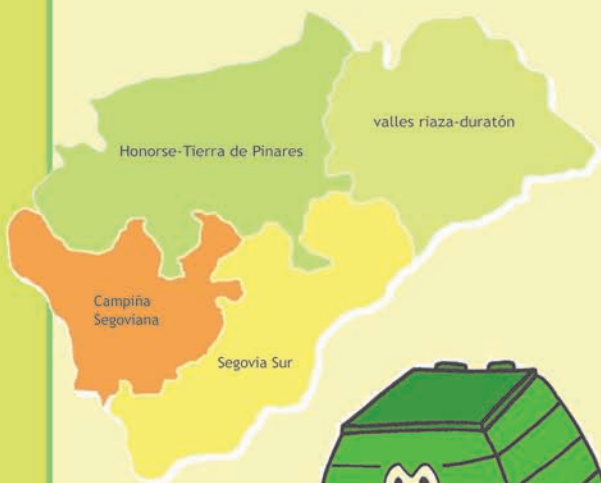 valles riaza-duratón
Honorse-Tierra de Pinares
Campiña
Segoviana
Segovia Sur